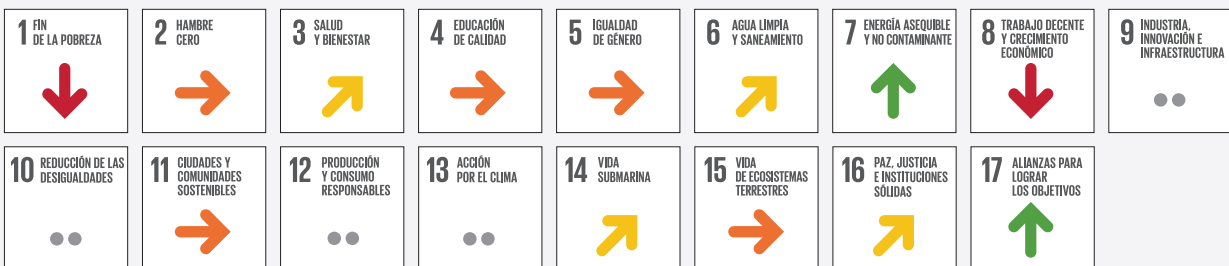 1 FIN
DE LA POBREZA
2 HAMBRE
CERO
3 SALUD
Y BIENESTAR
4 EDUCACIÓN
DE CALIDAD
5 IGUALDAD
DE GÉNERO
6 AGUA LIMPIA
Y SANEAMIENTO
7 ENERGÍA ASEQUIBLE
Y NO CONTAMINANTE
8 TRABAJO DECENTE
Y CRECIMIENTO
ECONÓMICO
9 INDUSTRIA,
INNOVACIÓN E
INFRAESTRUCTURA
10 REDUCCIÓN DE LAS
DESIGUALDADES
11 CIUDADES Y
COMUNIDADES
SOSTENIBLES
12 PRODUCCIÓN
Y CONSUMO
RESPONSABLES
13 ACCIÓN
POR EL CLIMA
14 VIDA
SUBMARINA
15 VIDA
DE ECOSISTEMAS
TERRESTRES
16 PAZ, JUSTICIA
E INSTITUCIONES
SÓLIDAS
17 ALIANZAS PARA
LOGRAR
LOS OBJETIVOS